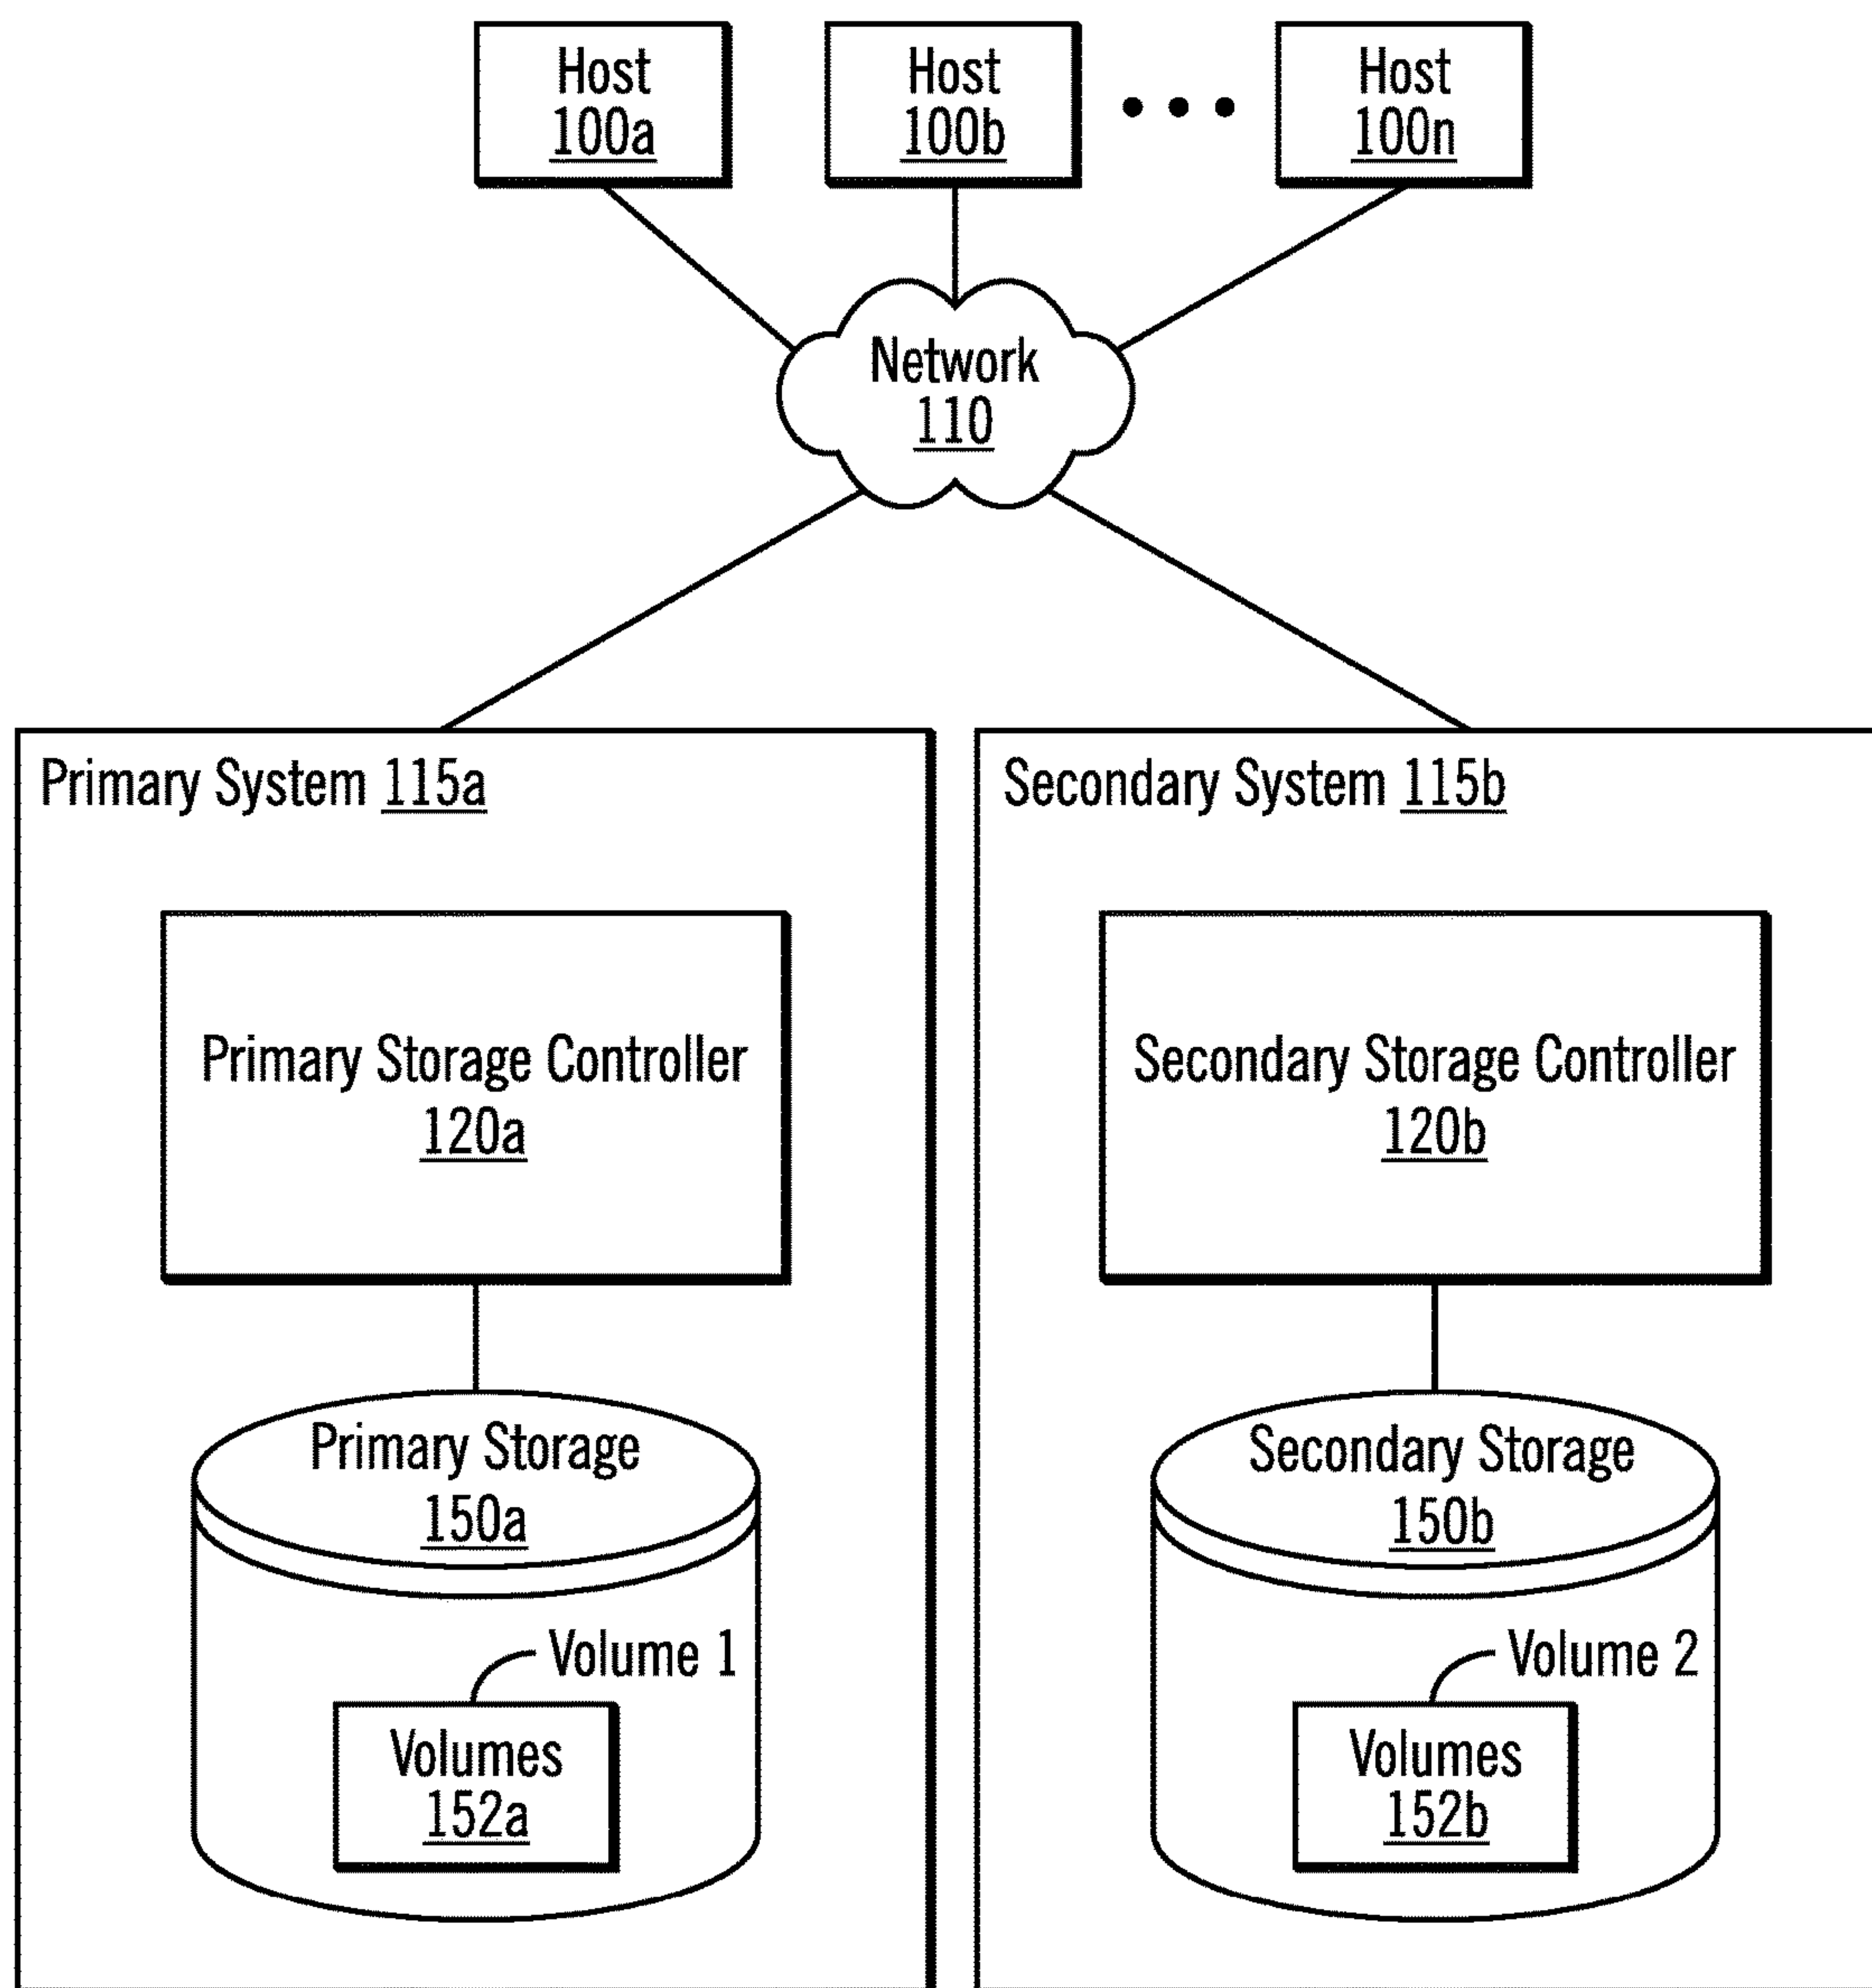 Host
100a
Host
100b
Host
100n
Network
110
Primary System 115a
Primary Storage Controller
120a
Primary Storage
150a
Volume 1
Volumes
152a
Secondary System 115b
Secondary Storage Controller
120b
Secondary Storage
150b
Volume 2
Volumes
152b